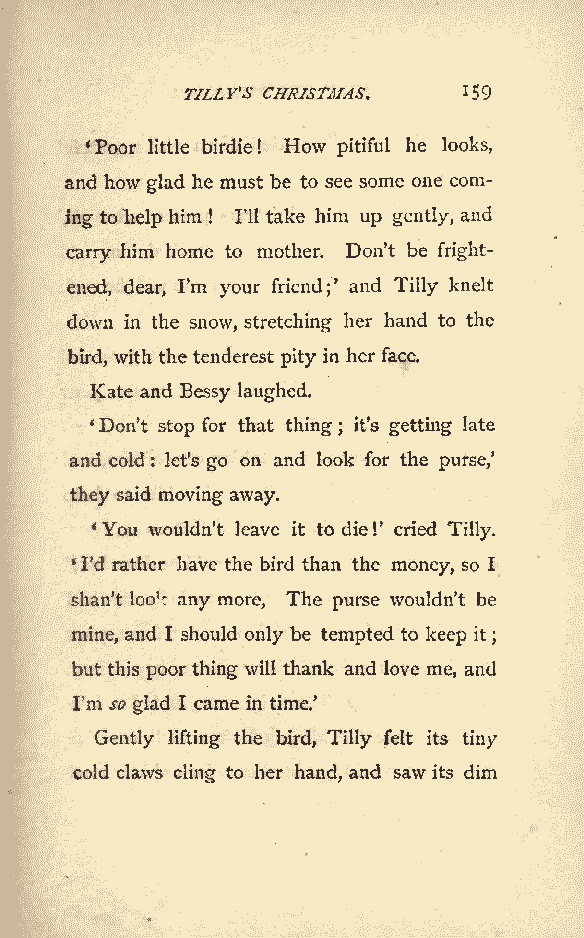 TILLY'S CHRISTMAS. 159
‘Poor little birdie! How pitiful he looks,
and how glad he must be to see some one com-
ing to help him! I'll take him up gently, and
carry him home to mother. Don't be fright-
ened, dear, I'm your friend;’ and Tilly knelt
down in the snow, stretching her hand to the
bird, with the tenderest pity in her face.
Kate and Bessy laughed.
‘Don't stop for that thing; it's getting late
and cold: let's go on and look for the purse,’
they said moving away.
‘You wouldn't leave it to die!’ cried Tilly.
‘I'd rather have the bird than the money, so I
shan't look any more, The purse wouldn't be
mine, and I should only be tempted to keep it;
but this poor thing will thank and love me, and
I'm so glad I came in time.’
Gently lifting the bird, Tilly felt its tiny
cold claws cling to her hand, and saw its dim